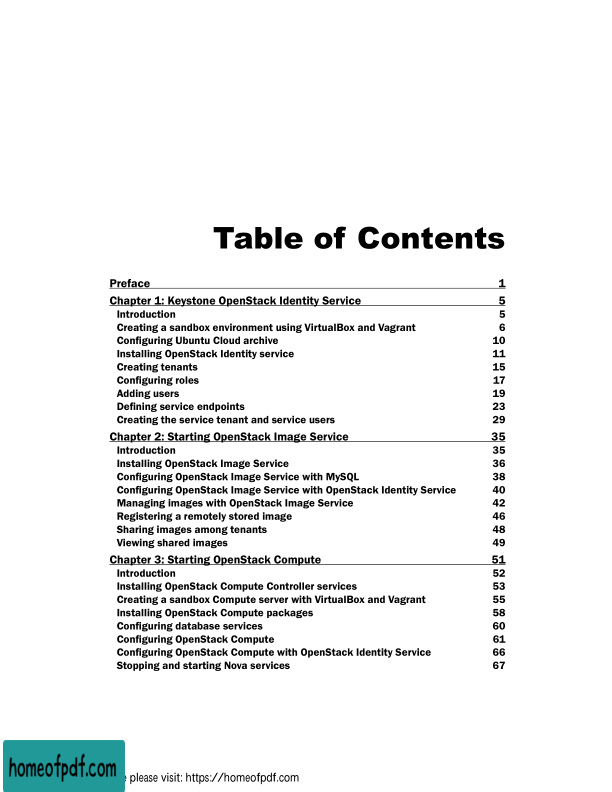 Table of Contents
Preface 1
Chapter 1: Keystone OpenStack Identity Service 5
Introduction 5
Creating a sandbox environment using VirtualBox and Vagrant 6
Configuring Ubuntu Cloud archive 10
Installing OpenStack Identity service 11
Creating tenants 15
Configuring roles 17
Adding users 19
Defining service endpoints 23
Creating the service tenant and service users 29
Chapter 2: Starting OpenStack Image Service 35
Introduction 35
Installing OpenStack Image Service 36
Configuring OpenStack Image Service with MySQL 38
Configuring OpenStack Image Service with OpenStack Identity Service 40
Managing images with OpenStack Image Service 42
Registering a remotely stored image 46
Sharing images among tenants 48
Viewing shared images 49
Chapter 3: Starting OpenStack Compute 51
Introduction 52
Installing OpenStack Compute Controller services 53
Creating a sandbox Compute server with VirtualBox and Vagrant 55
Installing OpenStack Compute packages 58
Configuring database services 60
Configuring OpenStack Compute 61
Configuring OpenStack Compute with OpenStack Identity Service 66
Stopping and starting Nova services 67
homeofpdf.com
please visit: https://homeofpdf.com